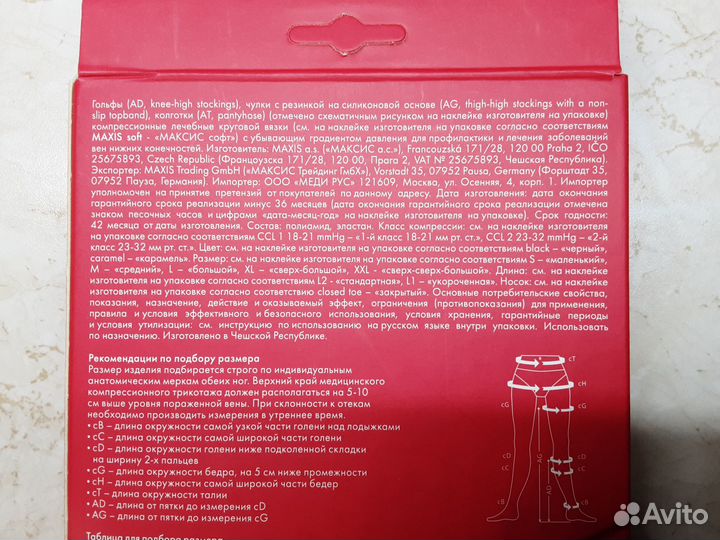 Гольфы (AD, knee-high stockings), чулки с резинкой на силиконовой основе (AG, thigh-high stockings with a non-
slip topband), колготки (AT, pantyhose) (отмечено схематичным рисунком на наклейке изготовителя на упаковке)
компрессионные лечебные круговой вязки (см. на наклейке изготовителя на упаковке согласно соответствиям
MAXIS soft - «МАКСИС софт») с убывающим градиентом давления для профилактики и лечения заболеваний
вен нижних конечностей. Изготовитель: MAXIS a.s. («МАКСИС а.с.»), Francouzská 171/28, 120 00 Praha 2, IČO
25675893, Czech Republic (Французска 171/28, 120 00, Прага 2, VAT № 25675893, Чешская Республика).
Экспортер: MAXIS Trading GmbH («МАКСИС Трейдинг ГмбХ»), Vorstadt 35, 07952 Pausa, Germany (Форштадт 35,
07952 Пауза, Германия). Импортер: ООО «МЕДИ РУС» 121609, Москва, ул. Осенняя, 4, корп. 1. Импортер
уполномочен на принятие претензий от покупателей по данному адресу. Дата изготовления: дата окончания
гарантийного срока реализации минус 36 месяцев (дата окончания гарантийного срока реализации отмечена
знаком песочных часов и цифрами «дата-месяц-год» на наклейке изготовителя на упаковке). Срок годности:
42 месяца от даты изготовления. Состав: полиамид, эластан. Класс компрессии: см. на наклейке изготовителя
на упаковке согласно соответствиям CCL 1 18-21 mmHg – «1-й класс 18-21 мм рт. ст.», CCL 2 23-32 mmHg – «2-й
класс 23-32 мм рт. ст.». Цвет: см. на наклейке изготовителя на упаковке согласно соответствиям black – «черный»,
caramel – «карамель». Размер: см. на наклейке изготовителя на упаковке согласно соответствиям S – «маленький»,
M – «средний», L – «большой», XL – «сверх-большой», XXL - «сверх-сверх-большой». Длина: см. на наклейке
изготовителя на упаковке согласно соответствиям L2 - «стандартная», L1 – «укороченная». Носок: см. на наклейке
изготовителя на упаковке согласно соответствию closed toe – «закрытый». Основные потребительские свойства,
показания, назначение, действие и оказываемый эффект, ограничения (противопоказания) для применения,
правила и условия эффективного и безопасного использования, условия хранения, гарантийные периоды
и условия утилизации: см. инструкцию по использованию на русском языке внутри упаковки. Использовать
по назначению. Изготовлено в Чешской Республике.
Рекомендации по подбору размера
Размер изделия подбирается строго по индивидуальным
анатомическим меркам обеих ног. Верхний край медицинского
компрессионного трикотажа должен располагаться на 5-10
см выше уровня пораженной вены. При склонности к отекам
необходимо производить измерения в утреннее время.
• cB – длина окружности самой узкой части голени над лодыжками
• cC – длина окружности самой широкой части голени
• cD – длина окружности голени ниже подколенной складки
на ширину 2-х пальцев
• cG – длина окружности бедра, на 5 см ниже промежности
• cH – длина окружности самой широкой части бедер
• cT – длина окружности талии
• AD – длина от пятки до измерения cD
• AG – длина от пятки до измерения cG
Таблица для подбора размера
cT
cH
cG
cD
cC
AG
AD
cD
cC
cB
Avito